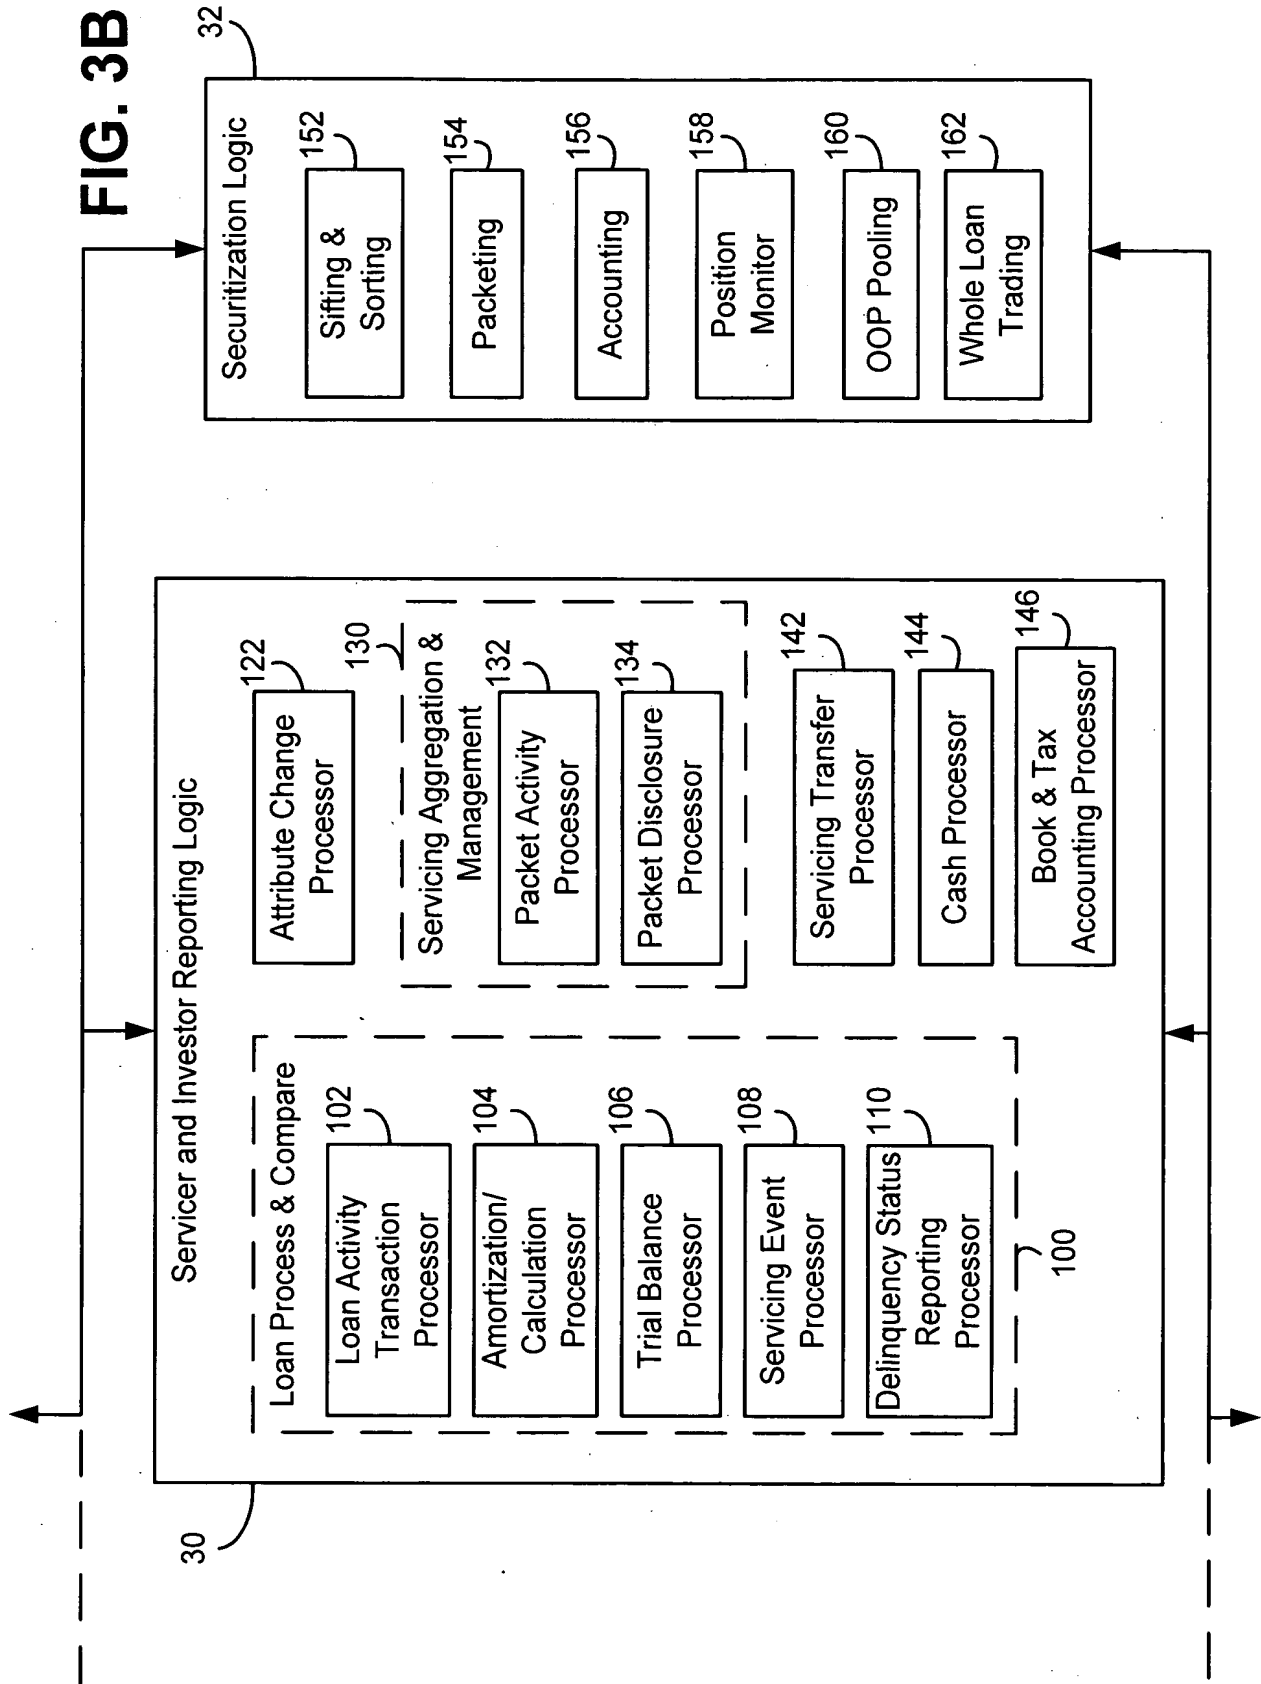 FIG. 3B
Servicer and Investor Reporting Logic
30
Loan Process & Compare
100
Loan Activity
Transaction
Processor
102
Amortization/
Calculation
Processor
104
Trial Balance
Processor
106
Servicing Event
Processor
108
Delinquency Status
Reporting
Processor
110
Attribute Change
Processor
122
130
Servicing Aggregation &
Management
Packet Activity
Processor
132
Packet Disclosure
Processor
134
Servicing Transfer
Processor
142
Cash Processor
144
Book & Tax
Accounting Processor
146
Securitization Logic
32
Sifting &
Sorting
152
Packeting
154
Accounting
156
Position
Monitor
158
OOP Pooling
160
Whole Loan
Trading
162